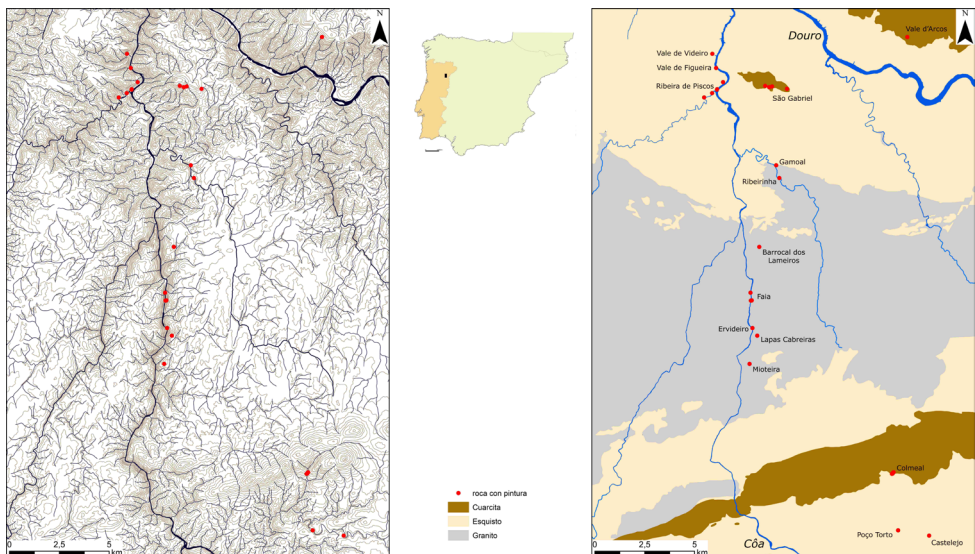 N
0
2,5
5
km
roca con pintura
Cuarcita
Esquisto
Granito
N
Douro
Vale d'Arcos
Vale de Videiro
Vale de Figueira
Ribeira de Piscos
São Gabriel
Gamoal
Ribeirinha
Barrocal dos
Lameiros
Faia
Ervideiro
Lapas Cabreiras
Mioteira
Colmeal
Poço Torto
Castelejo
Côa
0
2,5
5
km